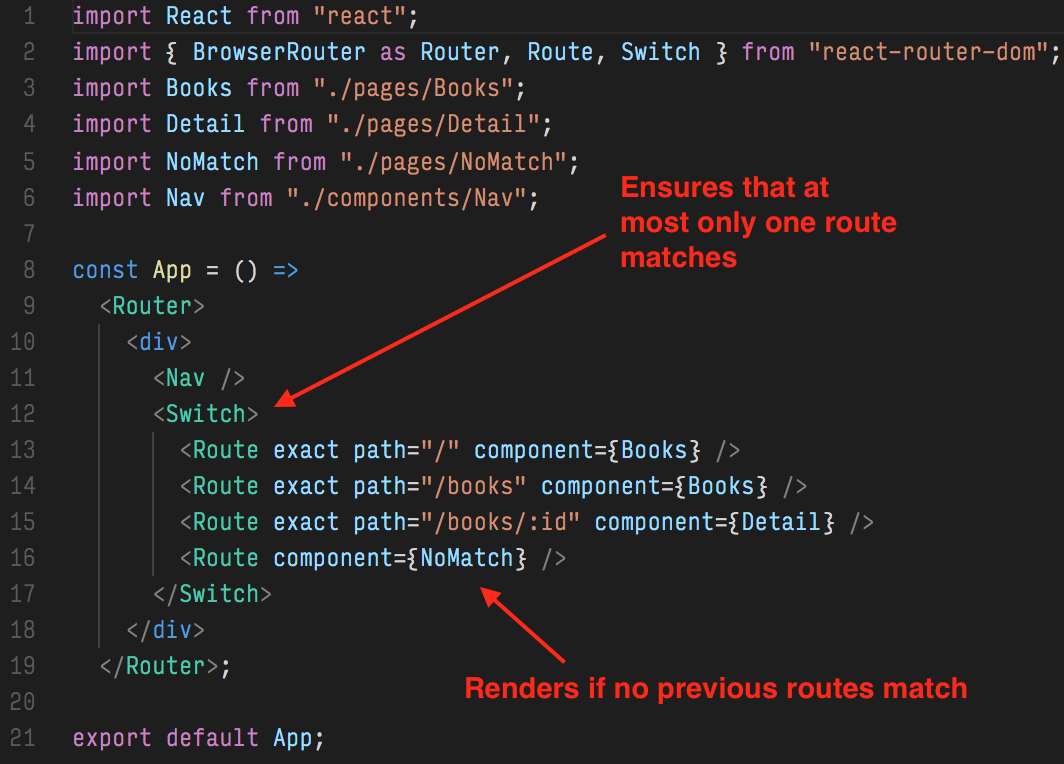 1 import React from "react";
2 import { BrowserRouter as Router, Route, Switch } from "react-router-dom";
3 import Books from "./pages/Books";
4 import Detail from "./pages/Detail";
5 import NoMatch from "./pages/NoMatch";
6 import Nav from "./components/Nav";
Ensures that at
most only one route
matches
7
8 const App = () =>
9 <Router>
10 <div>
11 <Nav />
12 <Switch>
13 <Route exact path="/" component={Books} />
14 <Route exact path="/books" component={Books} />
15 <Route exact path="/books/:id" component={Detail} />
16 <Route component={NoMatch} />
17 </Switch>
18 </div>
19 </Router>;
Renders if no previous routes match
20
21 export default App;